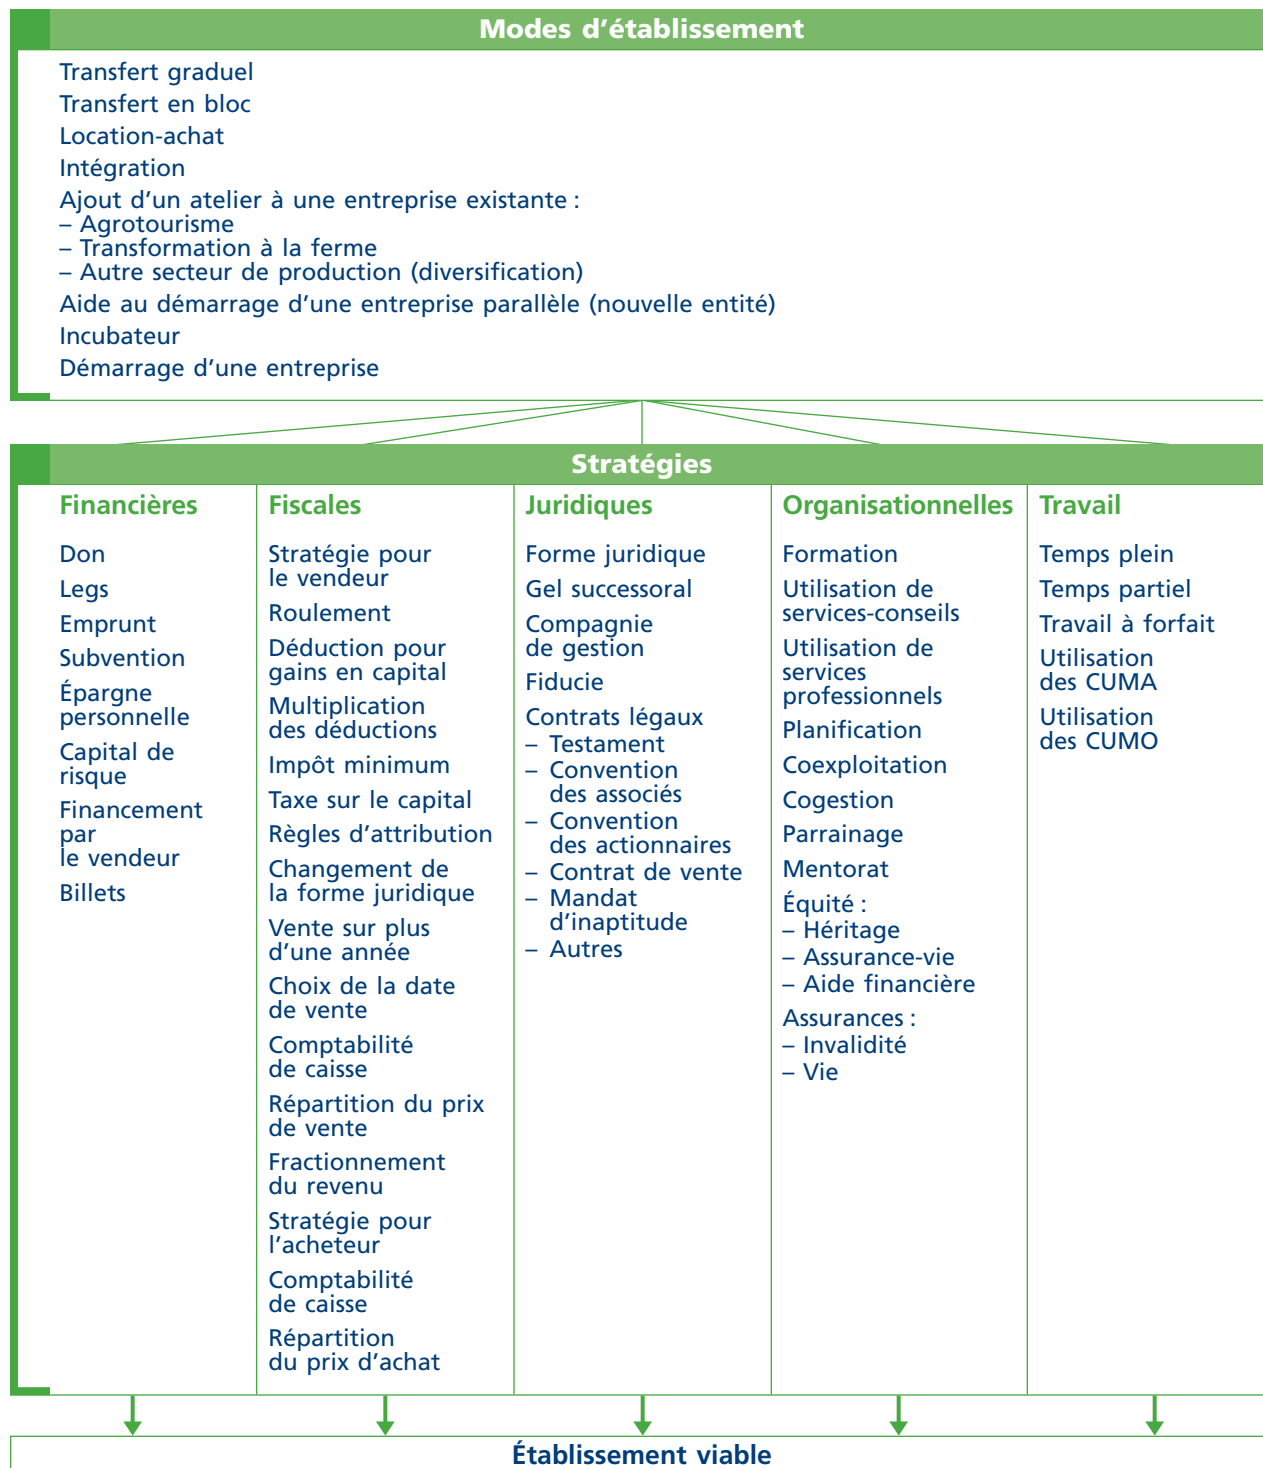 Modes d’établissement
Transfert graduel
Transfert en bloc
Location-achat
Intégration
Ajout d’un atelier à une entreprise existante :
– Agrotourisme
– Transformation à la ferme
– Autre secteur de production (diversification)
Aide au démarrage d’une entreprise parallèle (nouvelle entité)
Incubateur
Démarrage d’une entreprise
Stratégies
Financières
Don
Legs
Emprunt
Subvention
Épargne
personnelle
Capital de
risque
Financement
par
le vendeur
Billets
Fiscales
Stratégie pour
le vendeur
Roulement
Déduction pour
gains en capital
Multiplication
des déductions
Impôt minimum
Taxe sur le capital
Règles d’attribution
Changement de
la forme juridique
Vente sur plus
d’une année
Choix de la date
de vente
Comptabilité
de caisse
Répartition du prix
de vente
Fractionnement
du revenu
Stratégie pour
l’acheteur
Comptabilité
de caisse
Répartition
du prix d’achat
Juridiques
Forme juridique
Gel successoral
Compagnie
de gestion
Fiducie
Contrats légaux
– Testament
– Convention
des associés
– Convention
des actionnaires
– Contrat de vente
– Mandat
d’inaptitude
– Autres
Organisationnelles
Formation
Utilisation de
services-conseils
Utilisation de
services
professionnels
Planification
Coexploitation
Cogestion
Parrainage
Mentorat
Équité :
– Héritage
– Assurance-vie
– Aide financière
Assurances :
– Invalidité
– Vie
Travail
Temps plein
Temps partiel
Travail à forfait
Utilisation
des CUMA
Utilisation
des CUMO
Établissement viable